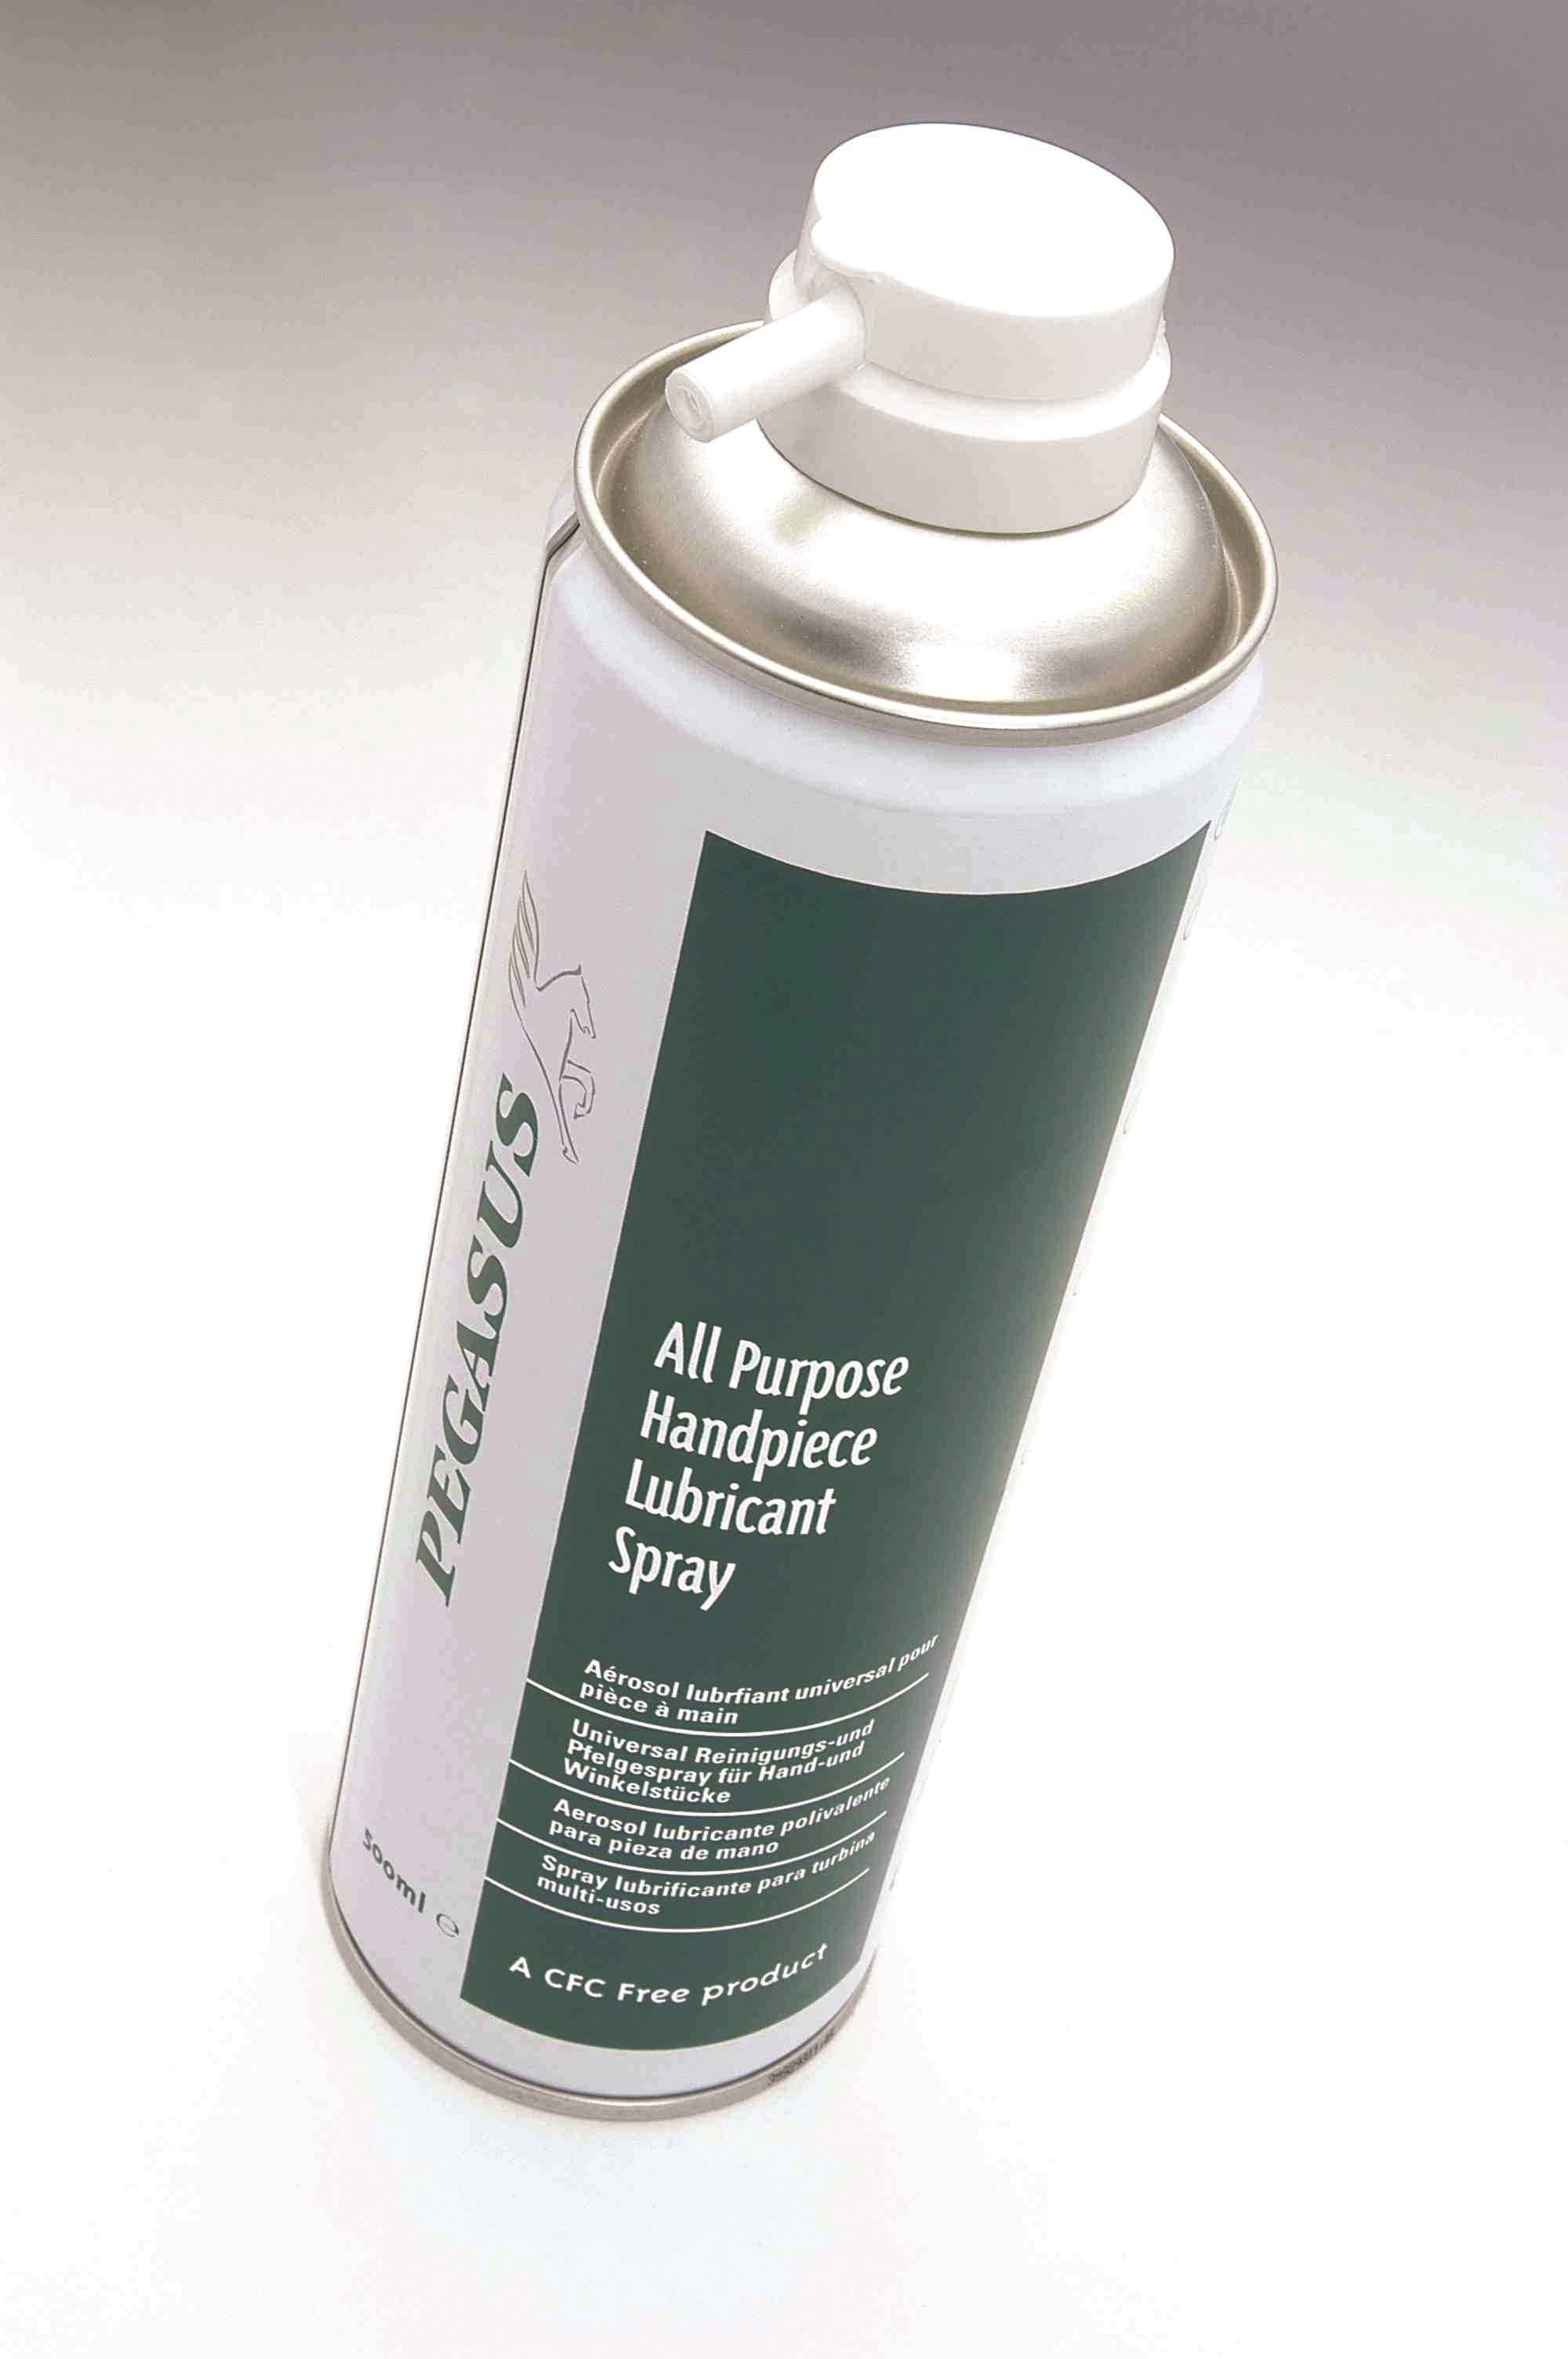 PEGASUS
All Purpose
Handpiece
Lubricant
Spray
Aérosol lubrfiant universal pour
pièce à main
Universal Reinigungs-und
Pfelgespray für Hand-und
Winkelstücke
Aerosol lubricante polivalente
para pieza de mano
Spray lubrificante para turbina
multi-usos
A CFC Free product
500ml ℮